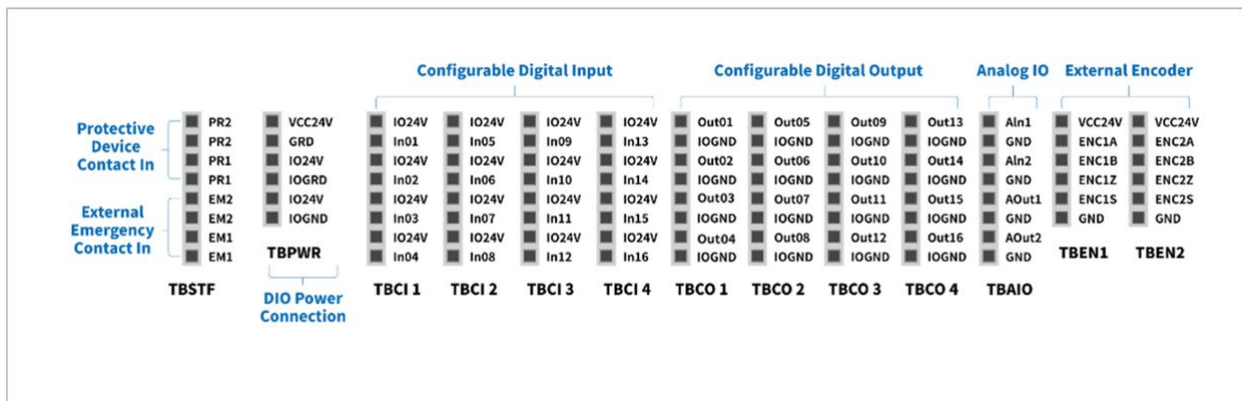 Configurable Digital Input
Configurable Digital Output
Analog IO
External Encoder
Protective
Device
Contact In
External
Emergency
Contact In
PR2
PR2
PR1
PR1
EM2
EM2
EM1
EM1
TBSTF
VCC24V
GRD
IO24V
IOGRD
IO24V
IOGND
TBPWR
DIO Power
Connection
IO24V
In01
IO24V
In02
IO24V
In03
IO24V
In04
TBCI 1
IO24V
In05
IO24V
In06
IO24V
In07
IO24V
In08
TBCI 2
IO24V
In09
IO24V
In10
IO24V
In11
IO24V
In12
TBCI 3
IO24V
In13
IO24V
In14
IO24V
In15
IO24V
In16
TBCI 4
Out01
IOGND
Out02
IOGND
Out03
IOGND
Out04
IOGND
TBCO 1
Out05
IOGND
Out06
IOGND
Out07
IOGND
Out08
IOGND
TBCO 2
Out09
IOGND
Out10
IOGND
Out11
IOGND
Out12
IOGND
TBCO 3
Out13
IOGND
Out14
IOGND
Out15
IOGND
Out16
IOGND
TBCO 4
Aln1
GND
Aln2
GND
AOut1
GND
AOut2
GND
TBAIO
VCC24V
ENC1A
ENC1B
ENC1Z
ENC1S
GND
TBEN1
VCC24V
ENC2A
ENC2B
ENC2Z
ENC2S
GND
TBEN2